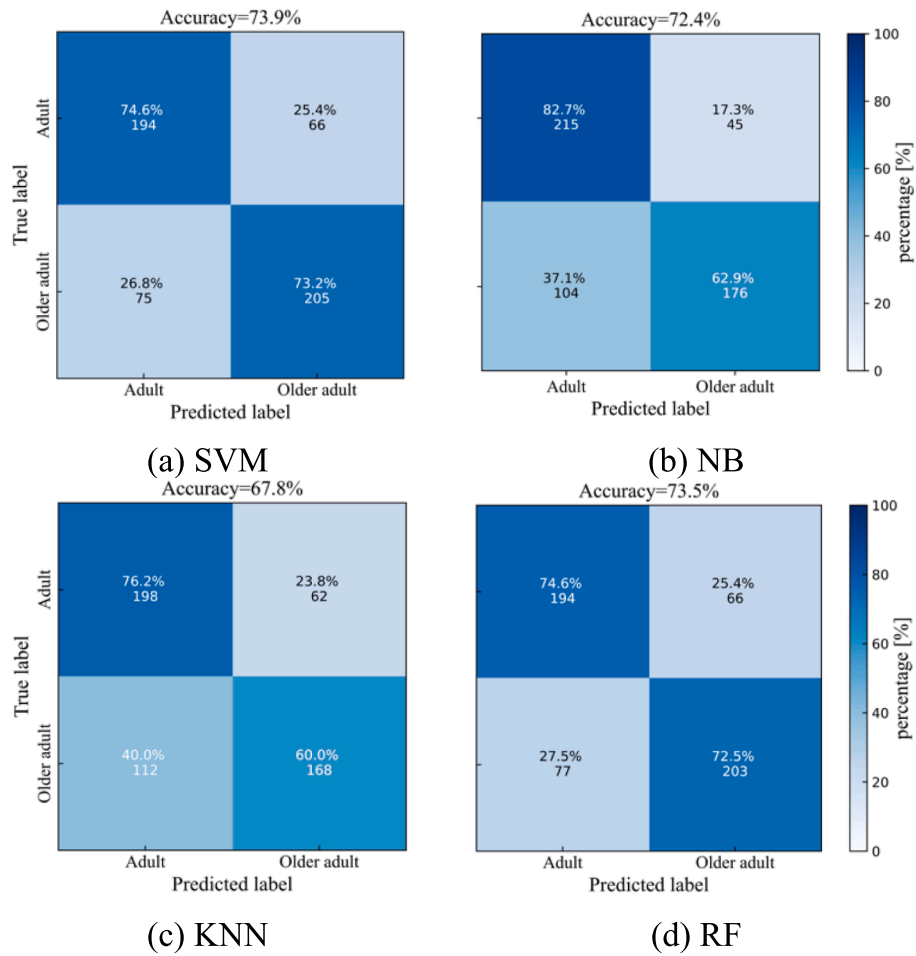 Accuracy=73.9%
True label
Adult
Older adult
74.6%
194
25.4%
66
26.8%
75
73.2%
205
Adult
Older adult
Predicted label
(a) SVM
Accuracy=72.4%
82.7%
215
17.3%
45
37.1%
104
62.9%
176
Adult
Older adult
Predicted label
100
80
60
40
20
0
percentage [%]
(b) NB
Accuracy=67.8%
True label
Adult
Older adult
76.2%
198
23.8%
62
40.0%
112
60.0%
168
Adult
Older adult
Predicted label
(c) KNN
Accuracy=73.5%
74.6%
194
25.4%
66
27.5%
77
72.5%
203
Adult
Older adult
Predicted label
100
80
60
40
20
0
percentage [%]
(d) RF